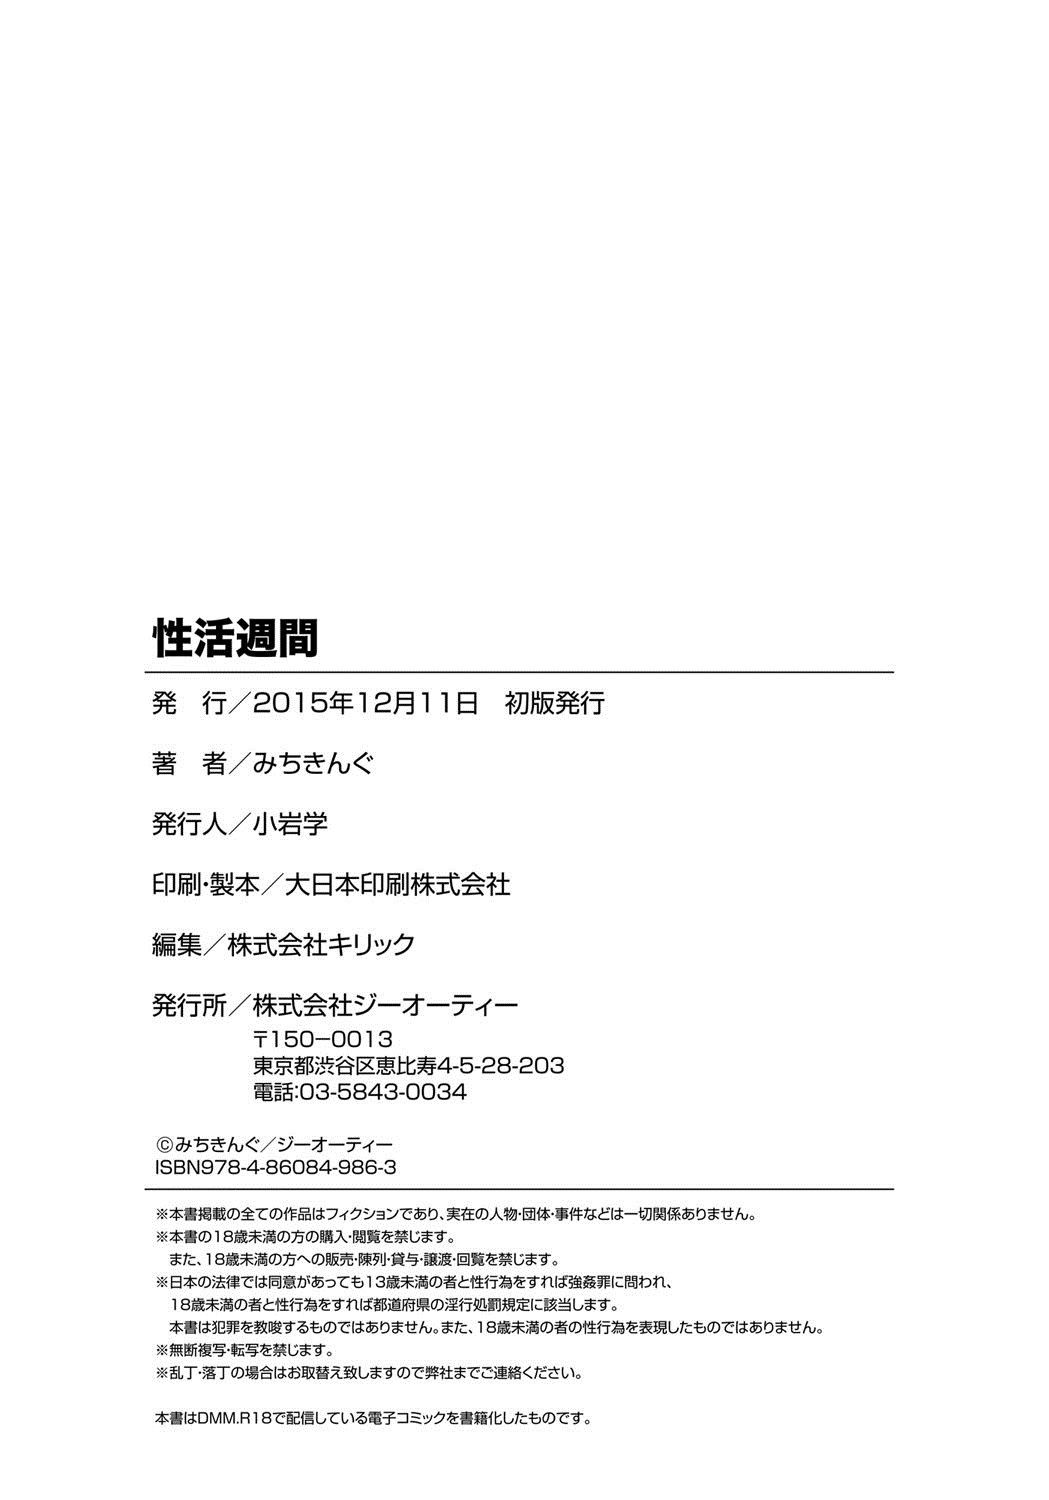 性活週間
発　行／2015年12月11日　初版発行
著　者／みちきんぐ
発行人／小岩学
印刷・製本／大日本印刷株式会社
編集／株式会社キリック
発行所／株式会社ジーオーティー
〒150−0013
東京都渋谷区恵比寿4-5-28-203
電話：03-5843-0034
©みちきんぐ／ジーオーティー
ISBN978-4-86084-986-3
※本書掲載の全ての作品はフィクションであり、実在の人物・団体・事件などは一切関係ありません。
※本書の18歳未満の方の購入・閲覧を禁じます。
また、18歳未満の方への販売・陳列・貸与・譲渡・回覧を禁じます。
※日本の法律では同意があっても13歳未満の者と性行為をすれば強姦罪に問われ、
18歳未満の者と性行為をすれば都道府県の淫行処罰規定に該当します。
本書は犯罪を教唆するものではありません。また、18歳未満の者の性行為を表現したものではありません。
※無断複写・転写を禁じます。
※乱丁・落丁の場合はお取替え致しますので弊社までご連絡ください。
本書はDMM.R18で配信している電子コミックを書籍化したものです。